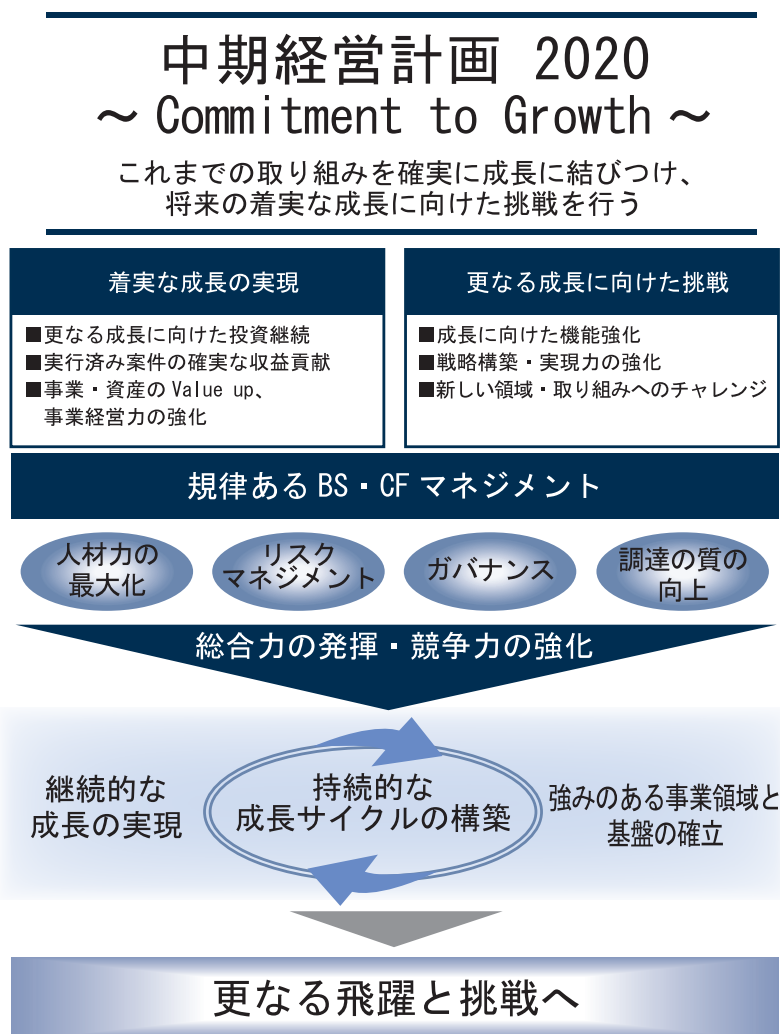 中期経営計画 2020
～ Commitment to Growth ～
これまでの取り組みを確実に成長に結びつけ、
将来の着実な成長に向けた挑戦を行う
着実な成長の実現
■更なる成長に向けた投資継続
■実行済み案件の確実な収益貢献
■事業・資産の Value up、
事業経営力の強化
更なる成長に向けた挑戦
■成長に向けた機能強化
■戦略構築・実現力の強化
■新しい領域・取り組みへのチャレンジ
規律ある BS・CF マネジメント
人材力の
最大化
リスク
マネジメント
ガバナンス
調達の質の
向上
総合力の発揮・競争力の強化
継続的な
成長の実現
持続的な
成長サイクルの構築
強みのある事業領域と
基盤の確立
更なる飛躍と挑戦へ